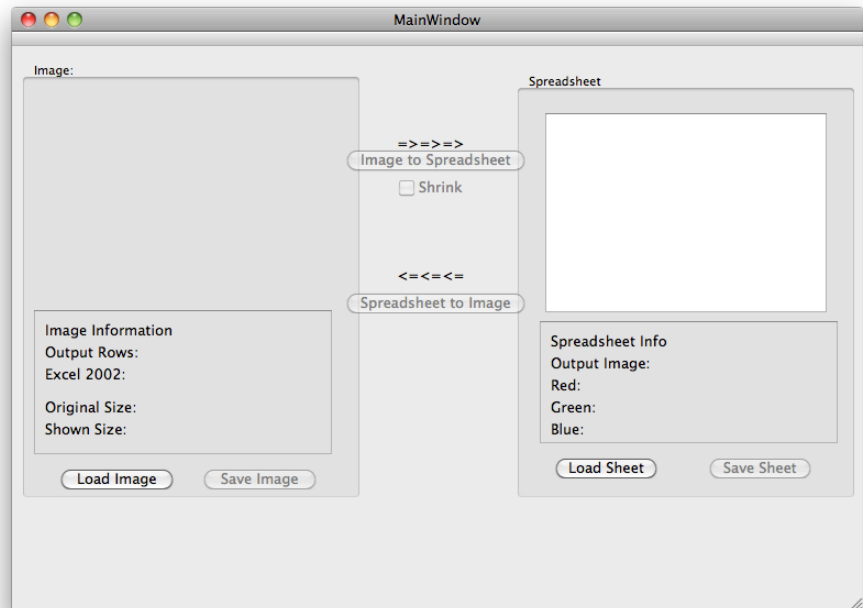 MainWindow
Image:
Image Information
Output Rows:
Excel 2002:
Original Size:
Shown Size:
Load Image
Save Image
=>=>=>
Image to Spreadsheet
Shrink
<=<=<=
Spreadsheet to Image
Spreadsheet
Spreadsheet Info
Output Image:
Red:
Green:
Blue:
Load Sheet
Save Sheet